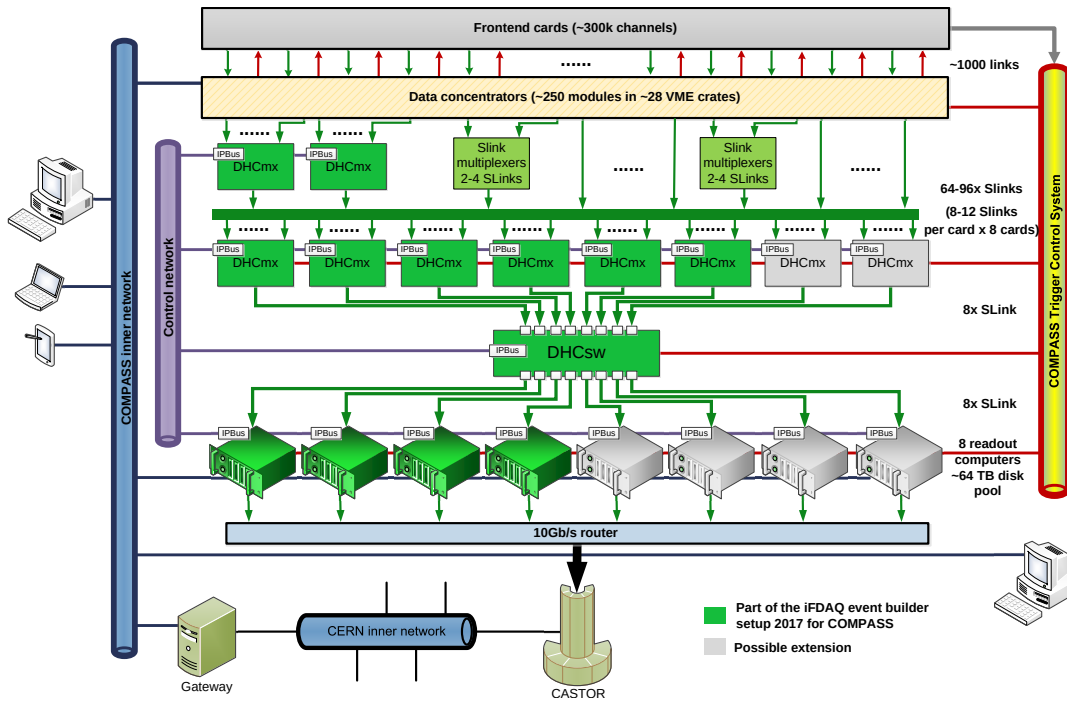 Frontend cards (~300k channels)
......
~1000 links
Data concentrators (~250 modules in ~28 VME crates)
......
......
......
......
IPBus
DHCmx
IPBus
DHCmx
Slink
multiplexers
2-4 SLinks
......
Slink
multiplexers
2-4 SLinks
......
64-96x Slinks
(8-12 Slinks
per card x 8 cards)
......
......
......
......
......
......
......
......
IPBus
DHCmx
IPBus
DHCmx
IPBus
DHCmx
IPBus
DHCmx
IPBus
DHCmx
IPBus
DHCmx
IPBus
DHCmx
IPBus
DHCmx
8x SLink
IPBus
DHCsw
8x SLink
IPBus
IPBus
IPBus
IPBus
IPBus
IPBus
IPBus
IPBus
8 readout
computers
~64 TB disk
pool
COMPASS inner network
Control network
COMPASS Trigger Control System
10Gb/s router
Part of the iFDAQ event builder
setup 2017 for COMPASS
Possible extension
CERN inner network
Gateway
CASTOR